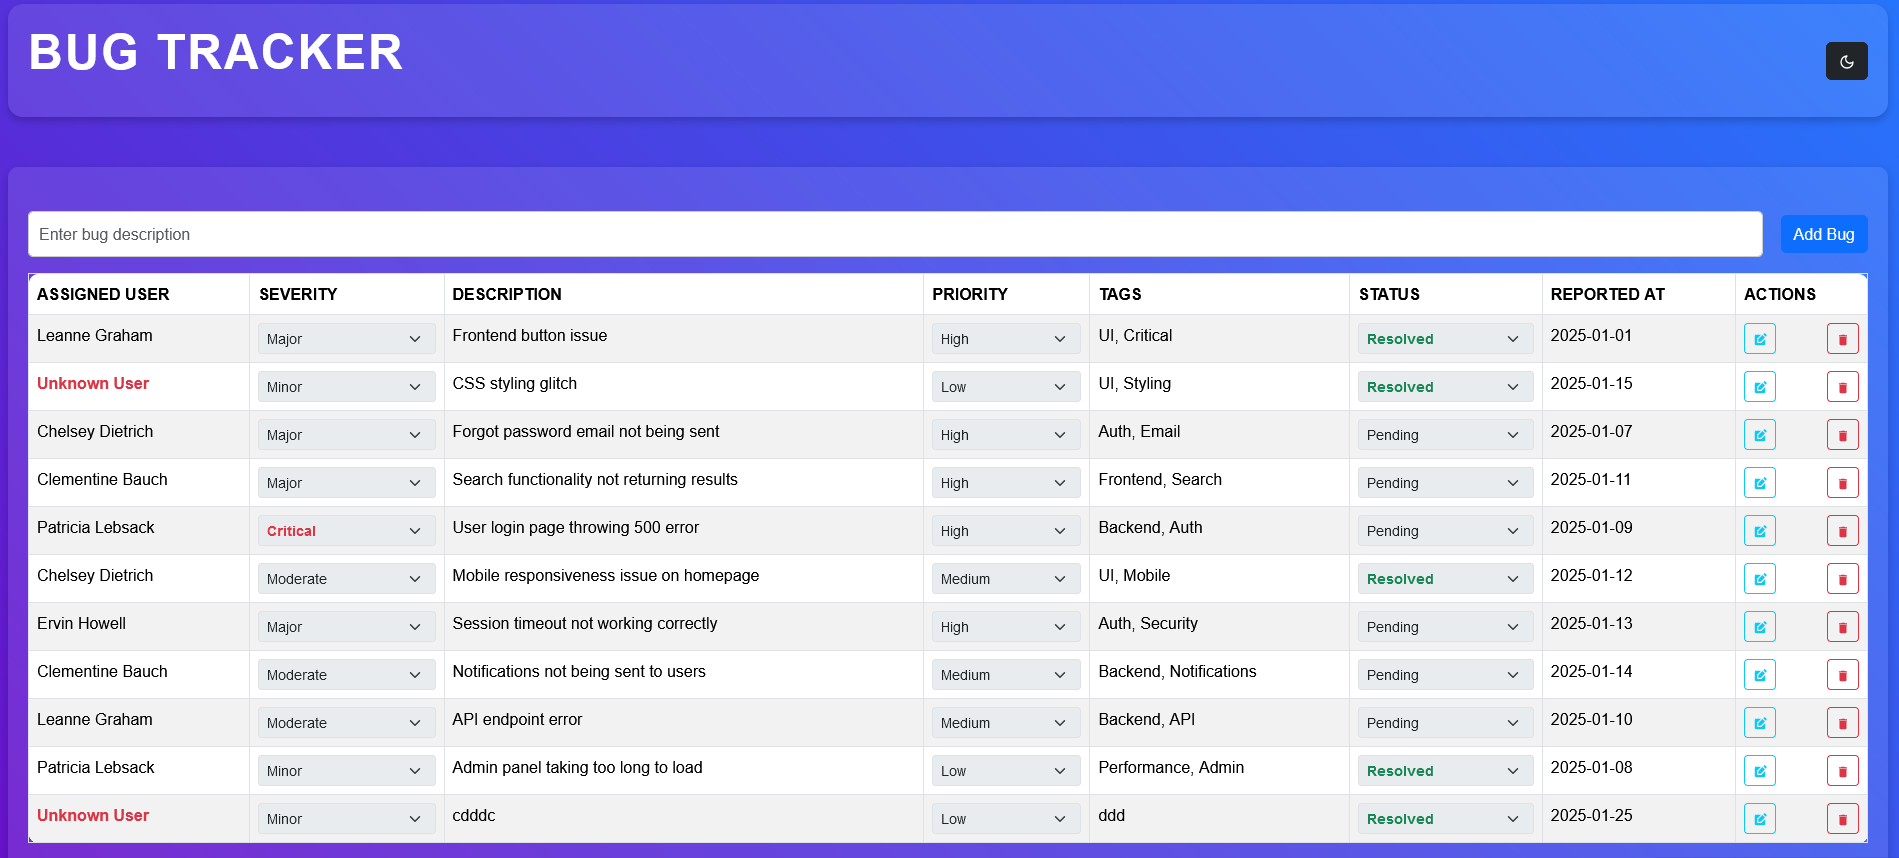 BUG TRACKER
Enter bug description
Add Bug
ASSIGNED USER SEVERITY DESCRIPTION PRIORITY TAGS STATUS REPORTED AT ACTIONS
Leanne Graham Major Frontend button issue High UI, Critical Resolved 2025-01-01
Unknown User Minor CSS styling glitch Low UI, Styling Resolved 2025-01-15
Chelsey Dietrich Major Forgot password email not being sent High Auth, Email Pending 2025-01-07
Clementine Bauch Major Search functionality not returning results High Frontend, Search Pending 2025-01-11
Patricia Lebsack Critical User login page throwing 500 error High Backend, Auth Pending 2025-01-09
Chelsey Dietrich Moderate Mobile responsiveness issue on homepage Medium UI, Mobile Resolved 2025-01-12
Ervin Howell Major Session timeout not working correctly High Auth, Security Pending 2025-01-13
Clementine Bauch Moderate Notifications not being sent to users Medium Backend, Notifications Pending 2025-01-14
Leanne Graham Moderate API endpoint error Medium Backend, API Pending 2025-01-10
Patricia Lebsack Minor Admin panel taking too long to load Low Performance, Admin Resolved 2025-01-08
Unknown User Minor cdddc Low ddd Resolved 2025-01-25